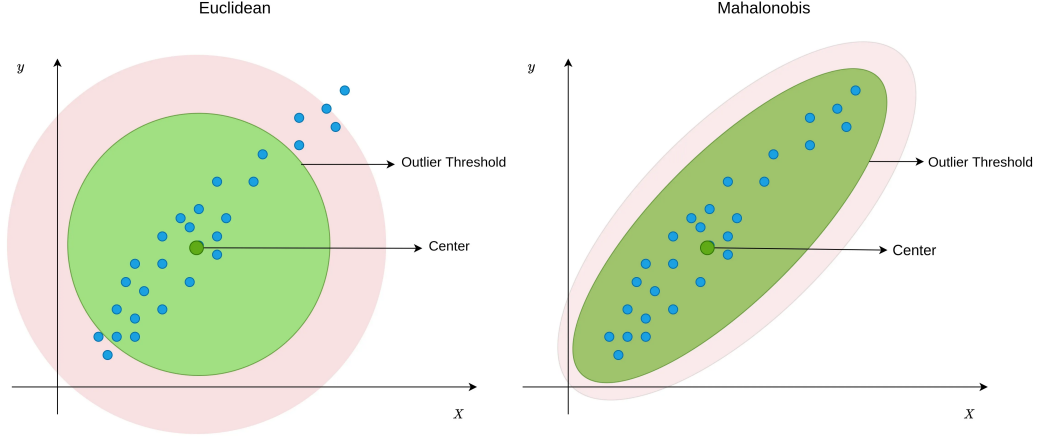 Euclidean
y
Outlier Threshold
Center
X
Mahalonobis
y
Outlier Threshold
Center
X